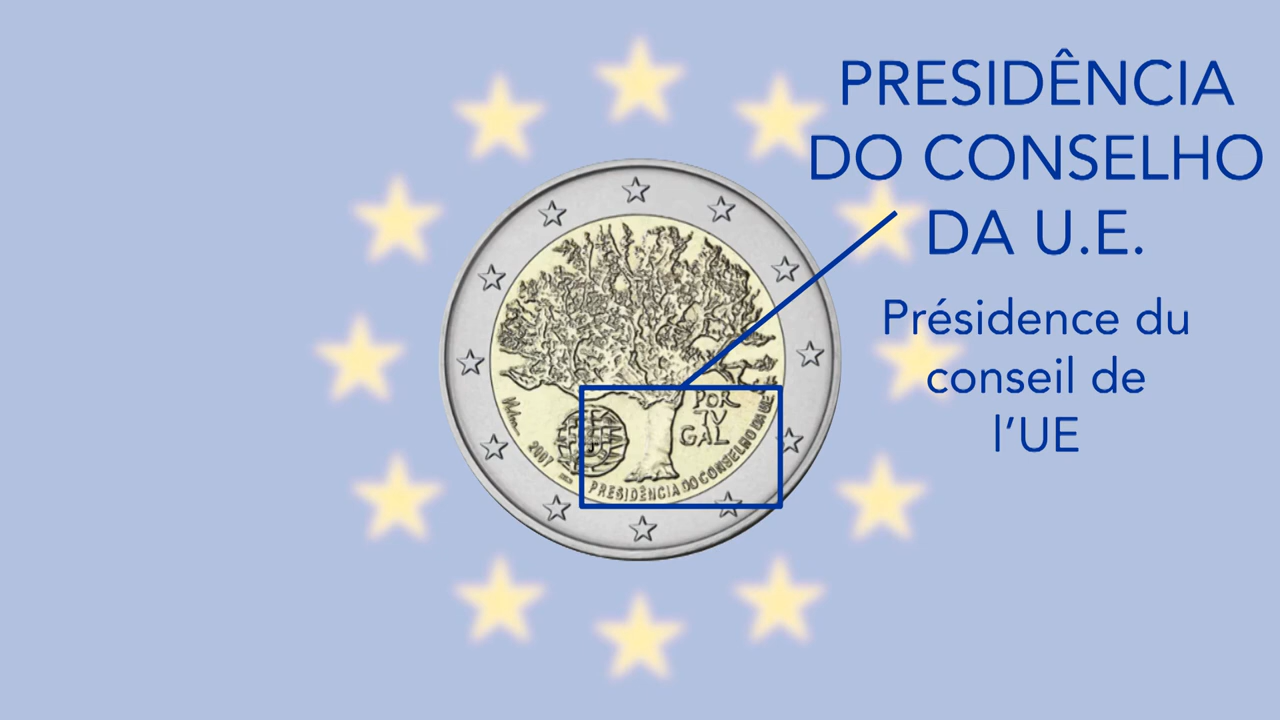 PRESIDÊNCIA
DO CONSELHO
DA U.E.
Présidence du
conseil de
l'UE
POR
TU
GAL
2007
PRESIDÊNCIA DO CONSELHO DA UE